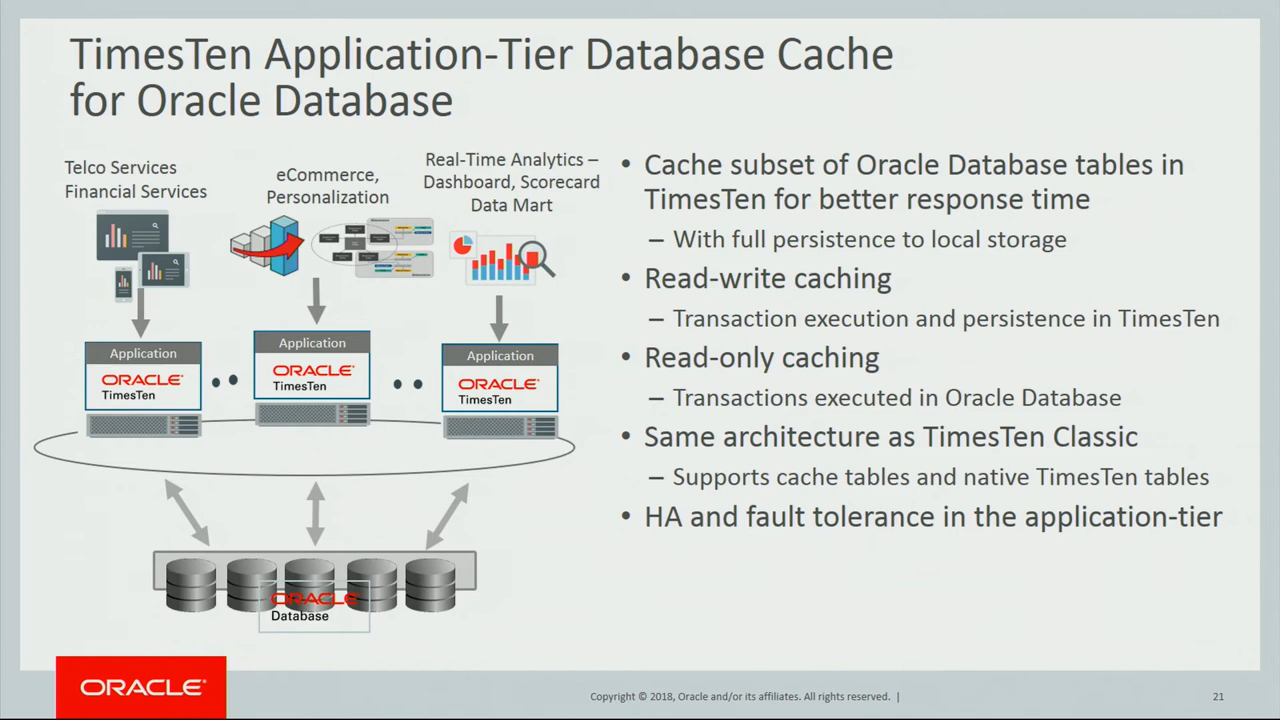 TimesTen Application-Tier Database Cache
for Oracle Database
Telco Services
Financial Services
eCommerce,
Personalization
Real-Time Analytics –
Dashboard, Scorecard
Data Mart
Application
ORACLE®
TimesTen
Application
ORACLE®
TimesTen
Application
ORACLE®
TimesTen
ORACLE®
Database
• Cache subset of Oracle Database tables in
TimesTen for better response time
– With full persistence to local storage
• Read-write caching
– Transaction execution and persistence in TimesTen
• Read-only caching
– Transactions executed in Oracle Database
• Same architecture as TimesTen Classic
– Supports cache tables and native TimesTen tables
• HA and fault tolerance in the application-tier
ORACLE®
Copyright © 2018, Oracle and/or its affiliates. All rights reserved. |
21